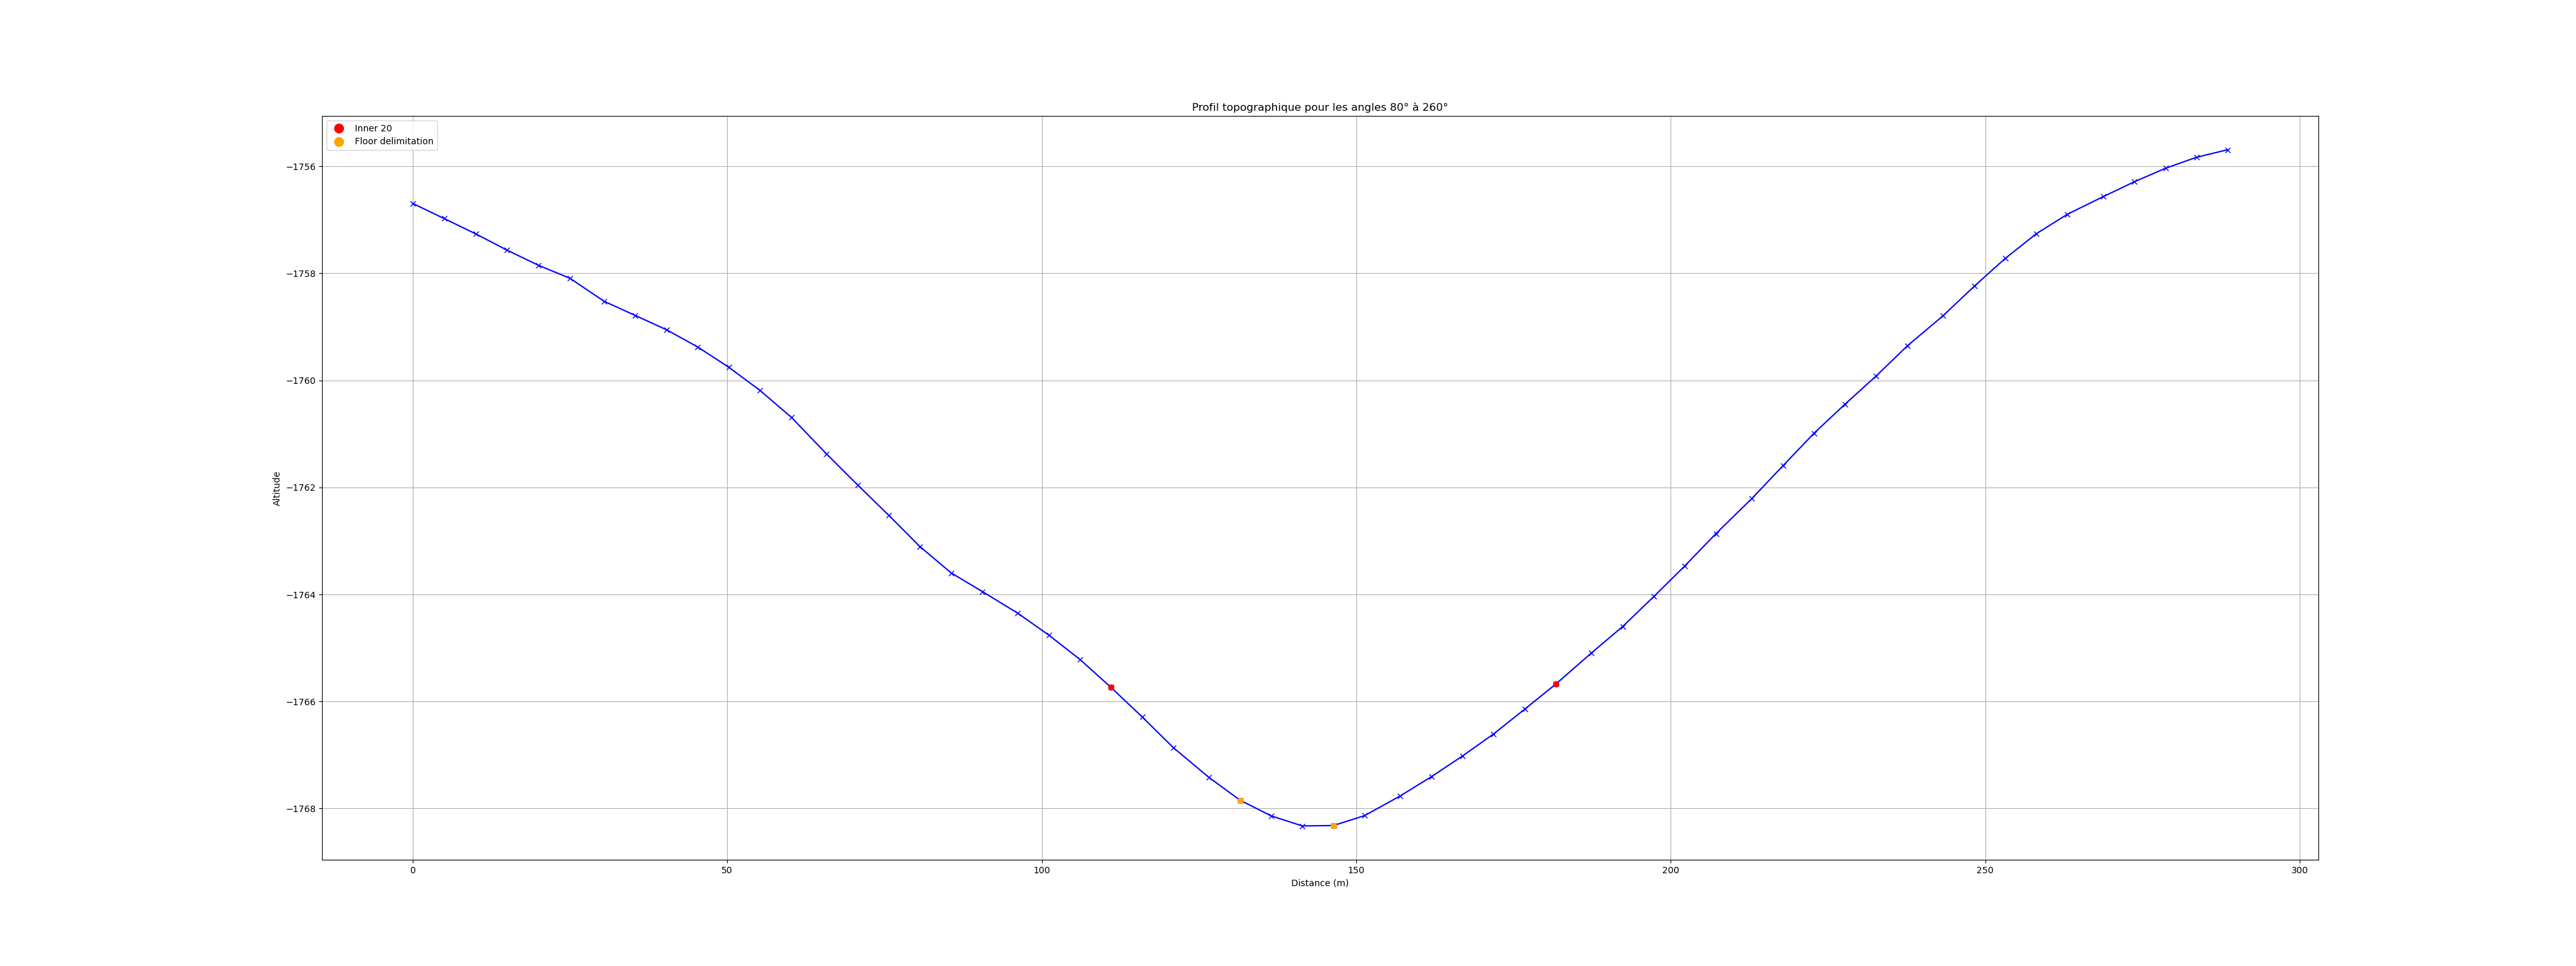 Profil topographique pour les angles 80° à 260°
Inner 20
Floor delimitation
−1756
−1758
−1760
−1762
−1764
−1766
−1768
Altitude
0 50 100 150 200 250 300
Distance (m)